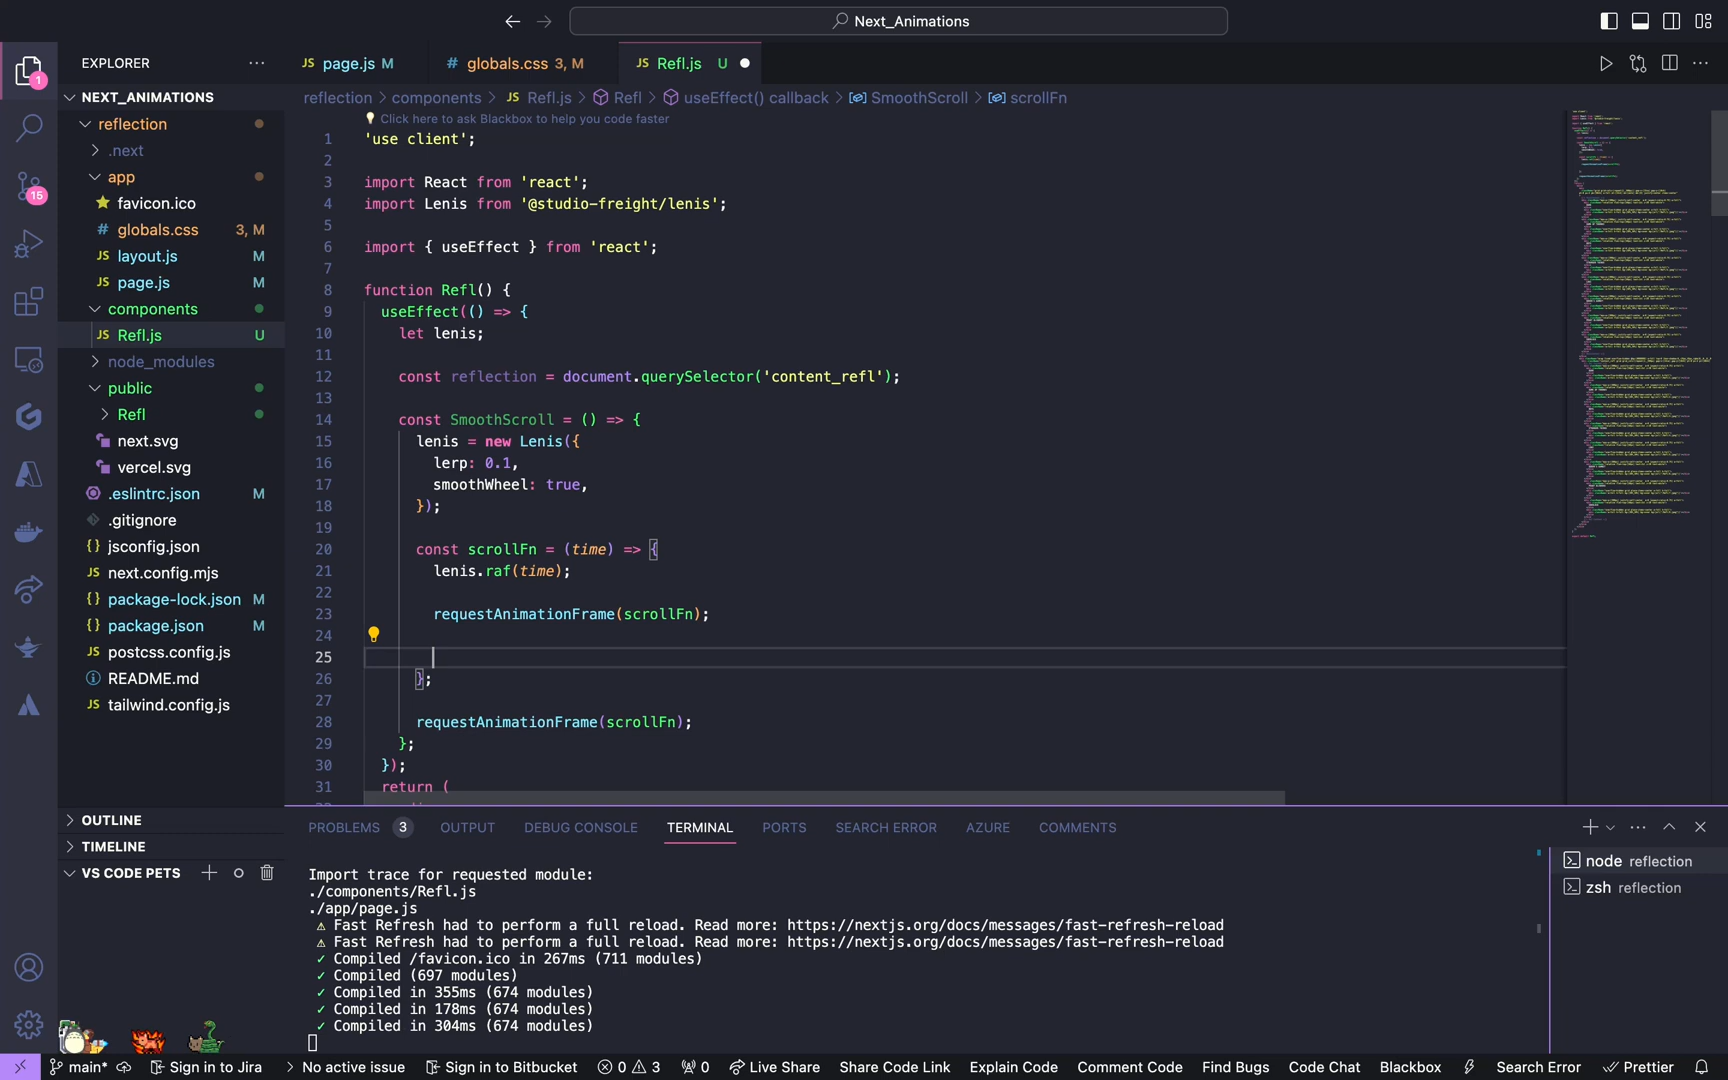 Next_Animations
EXPLORER
page.js M
globals.css 3, M
Refl.js U
NEXT_ANIMATIONS
reflection > components > JS Refl.js > Refl > useEffect() callback > SmoothScroll > scrollFn
reflection
.next
app
favicon.ico
globals.css 3, M
layout.js M
page.js M
components
Refl.js U
node_modules
public
Refl
next.svg
vercel.svg
.eslintrc.json M
.gitignore
jsconfig.json
next.config.mjs
package-lock.json M
package.json M
postcss.config.js
README.md
tailwind.config.js
OUTLINE
TIMELINE
VS CODE PETS
1
15
Click here to ask Blackbox to help you code faster
1 'use client';
2
3 import React from 'react';
4 import Lenis from '@studio-freight/lenis';
5
6 import { useEffect } from 'react';
7
8 function Refl() {
9 useEffect(() => {
10 let lenis;
11
12 const reflection = document.querySelector('content_refl');
13
14 const SmoothScroll = () => {
15 lenis = new Lenis({
16 lerp: 0.1,
17 smoothWheel: true,
18 });
19
20 const scrollFn = (time) => {
21 lenis.raf(time);
22
23 requestAnimationFrame(scrollFn);
24
25
26 };
27
28 requestAnimationFrame(scrollFn);
29 };
30 });
31 return (
PROBLEMS 3 OUTPUT DEBUG CONSOLE TERMINAL PORTS SEARCH ERROR AZURE COMMENTS
Import trace for requested module:
./components/Refl.js
./app/page.js
⚠ Fast Refresh had to perform a full reload. Read more: https://nextjs.org/docs/messages/fast-refresh-reload
⚠ Fast Refresh had to perform a full reload. Read more: https://nextjs.org/docs/messages/fast-refresh-reload
✓ Compiled /favicon.ico in 267ms (711 modules)
✓ Compiled (697 modules)
✓ Compiled in 355ms (674 modules)
✓ Compiled in 178ms (674 modules)
✓ Compiled in 304ms (674 modules)
node reflection
zsh reflection
main* Sign in to Jira No active issue Sign in to Bitbucket 0 3 0 Live Share Share Code Link Explain Code Comment Code Find Bugs Code Chat Blackbox Search Error Prettier